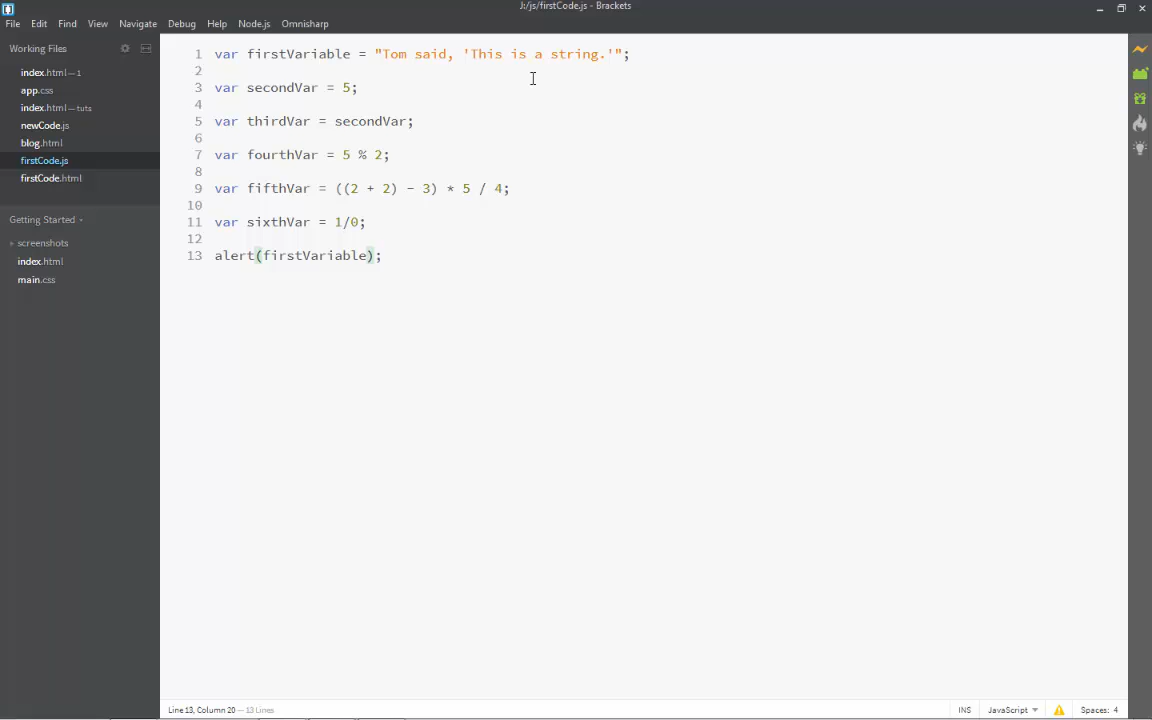 J:/js/firstCode.js - Brackets
File Edit Find View Navigate Debug Help Node.js Omnisharp
Working Files
index.html — 1
app.css
index.html — tuts
newCode.js
blog.html
firstCode.js
firstCode.html
Getting Started
screenshots
index.html
main.css
1 var firstVariable = "Tom said, 'This is a string.'";
2
3 var secondVar = 5;
4
5 var thirdVar = secondVar;
6
7 var fourthVar = 5 % 2;
8
9 var fifthVar = ((2 + 2) - 3) * 5 / 4;
10
11 var sixthVar = 1/0;
12
13 alert(firstVariable);
Line 13, Column 20 — 13 Lines
INS JavaScript Spaces: 4